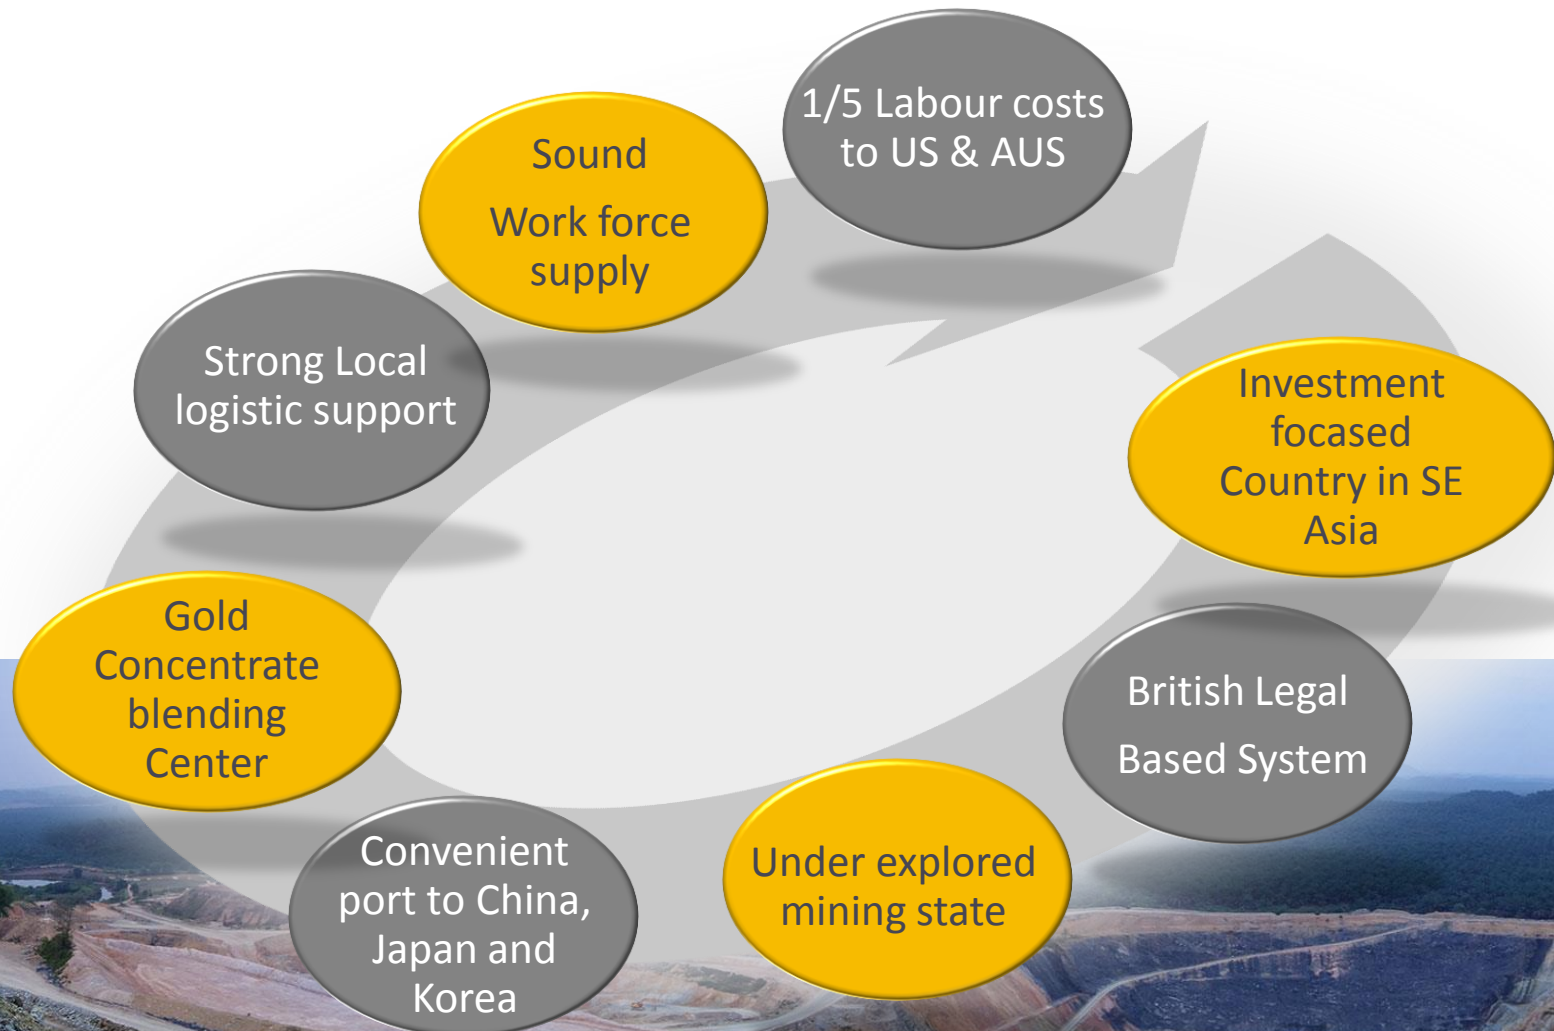 1/5 Labour costs
to US & AUS
Sound
Work force
supply
Strong Local
logistic support
Investment
focased
Country in SE
Asia
Gold
Concentrate
blending
Center
British Legal
Based System
Convenient
port to China,
Japan and
Korea
Under explored
mining state